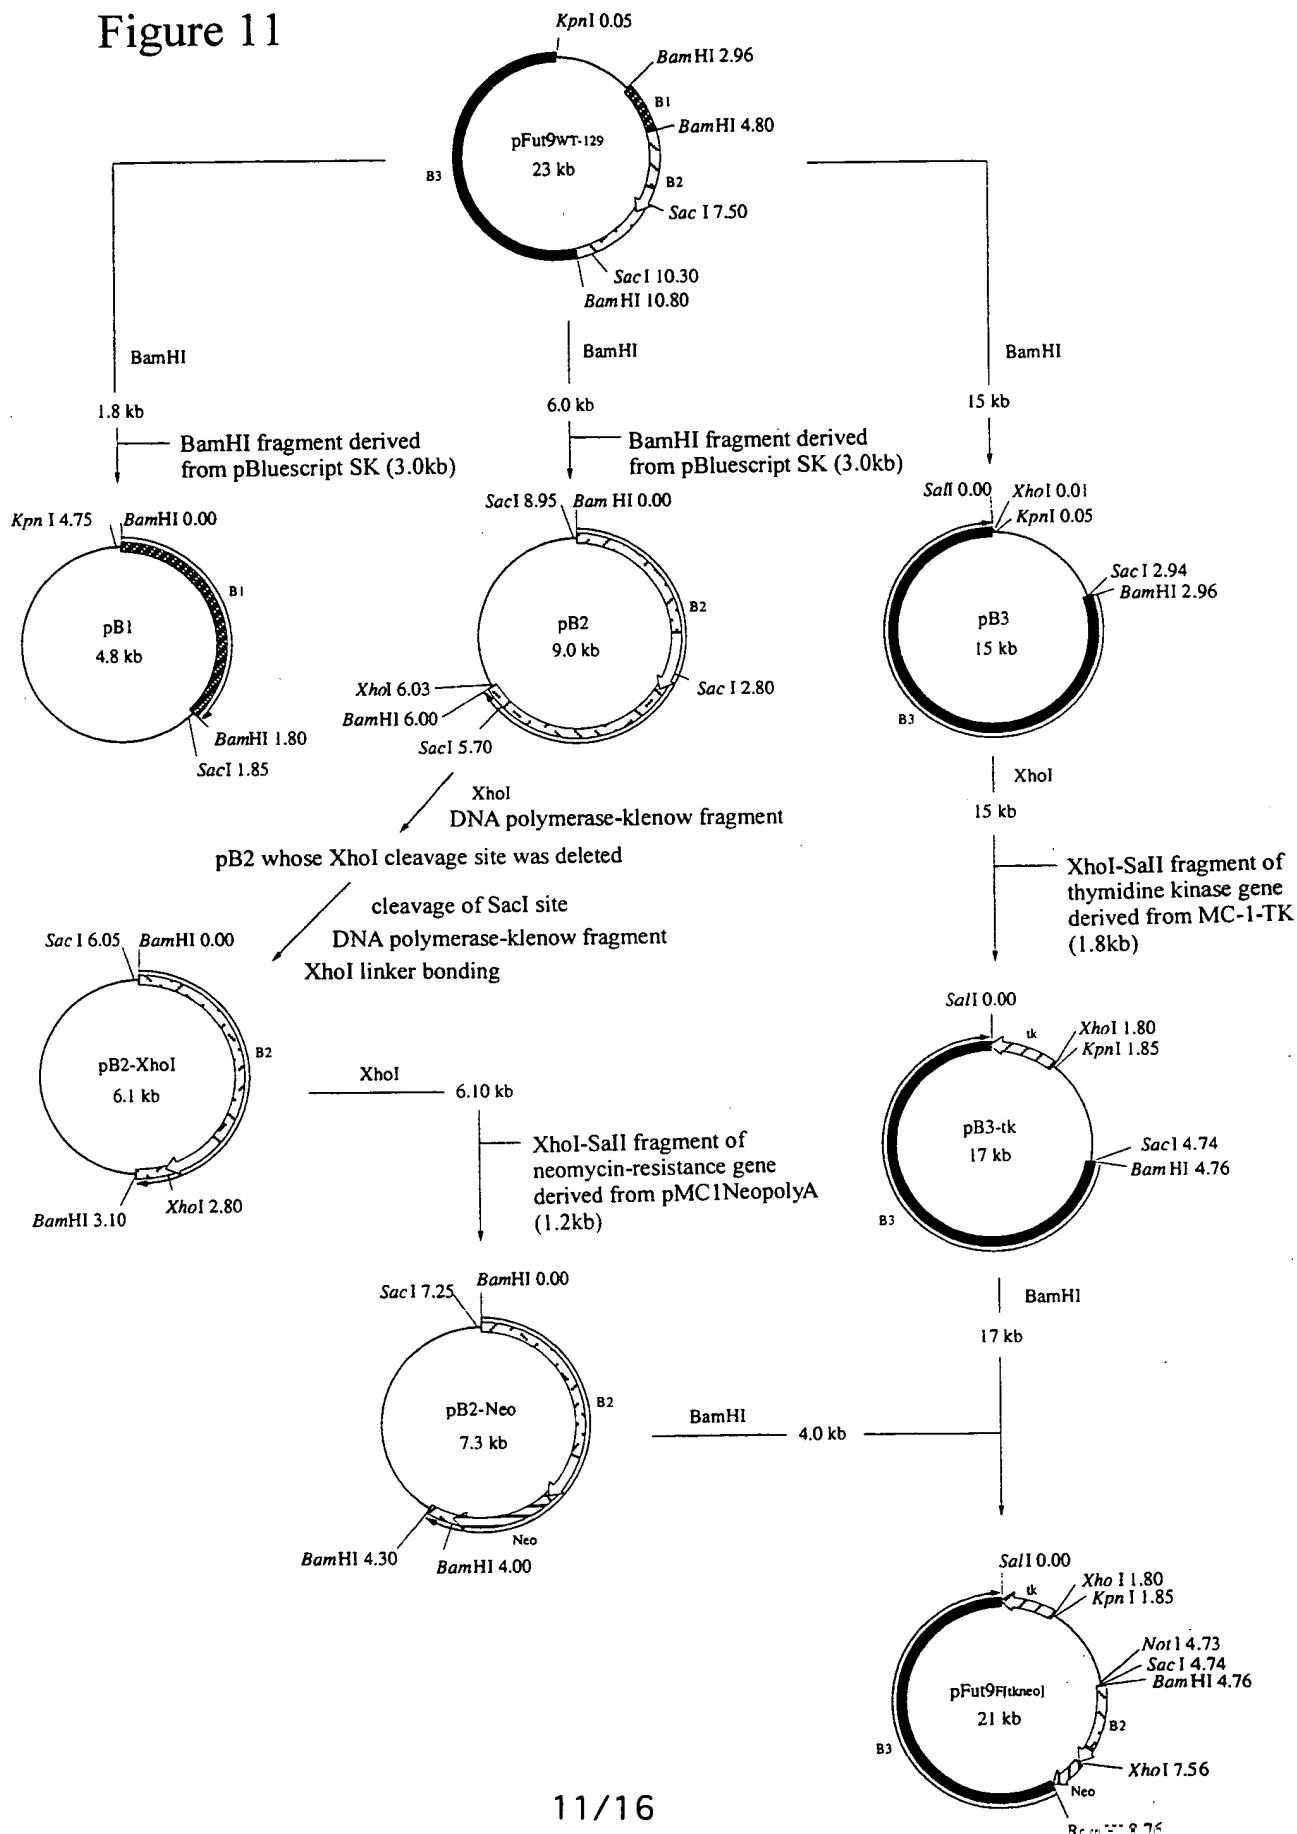 Figure 11
KpnI 0.05
BamHI 2.96
B1
BamHI 4.80
pFut9WT-129
23 kb
B3
B2
Sac I 7.50
SacI 10.30
BamHI 10.80
BamHI
BamHI
BamHI
1.8 kb
6.0 kb
15 kb
BamHI fragment derived
from pBluescript SK (3.0kb)
BamHI fragment derived
from pBluescript SK (3.0kb)
Kpn I 4.75
BamHI 0.00
B1
pB1
4.8 kb
BamHI 1.80
SacI 1.85
SacI 8.95
Bam HI 0.00
B2
pB2
9.0 kb
Sac I 2.80
XhoI 6.03
BamHI 6.00
SacI 5.70
SalI 0.00
XhoI 0.01
KpnI 0.05
Sac I 2.94
BamHI 2.96
pB3
15 kb
B3
XhoI
DNA polymerase-klenow fragment
pB2 whose XhoI cleavage site was deleted
cleavage of SacI site
DNA polymerase-klenow fragment
XhoI linker bonding
XhoI
15 kb
XhoI-SalI fragment of
thymidine kinase gene
derived from MC-1-TK
(1.8kb)
Sac I 6.05
BamHI 0.00
B2
pB2-XhoI
6.1 kb
XhoI 2.80
BamHI 3.10
XhoI
6.10 kb
XhoI-SalI fragment of
neomycin-resistance gene
derived from pMC1NeopolyA
(1.2kb)
SalI 0.00
tk
XhoI 1.80
KpnI 1.85
pB3-tk
17 kb
SacI 4.74
Bam HI 4.76
B3
BamHI
17 kb
Sac I 7.25
BamHI 0.00
B2
pB2-Neo
7.3 kb
Neo
BamHI 4.30
BamHI 4.00
BamHI
4.0 kb
SalI 0.00
tk
Xho I 1.80
Kpn I 1.85
NotI 4.73
Sac I 4.74
Bam HI 4.76
pFut9F[tkneo]
21 kb
B2
B3
XhoI 7.56
Neo
11/16